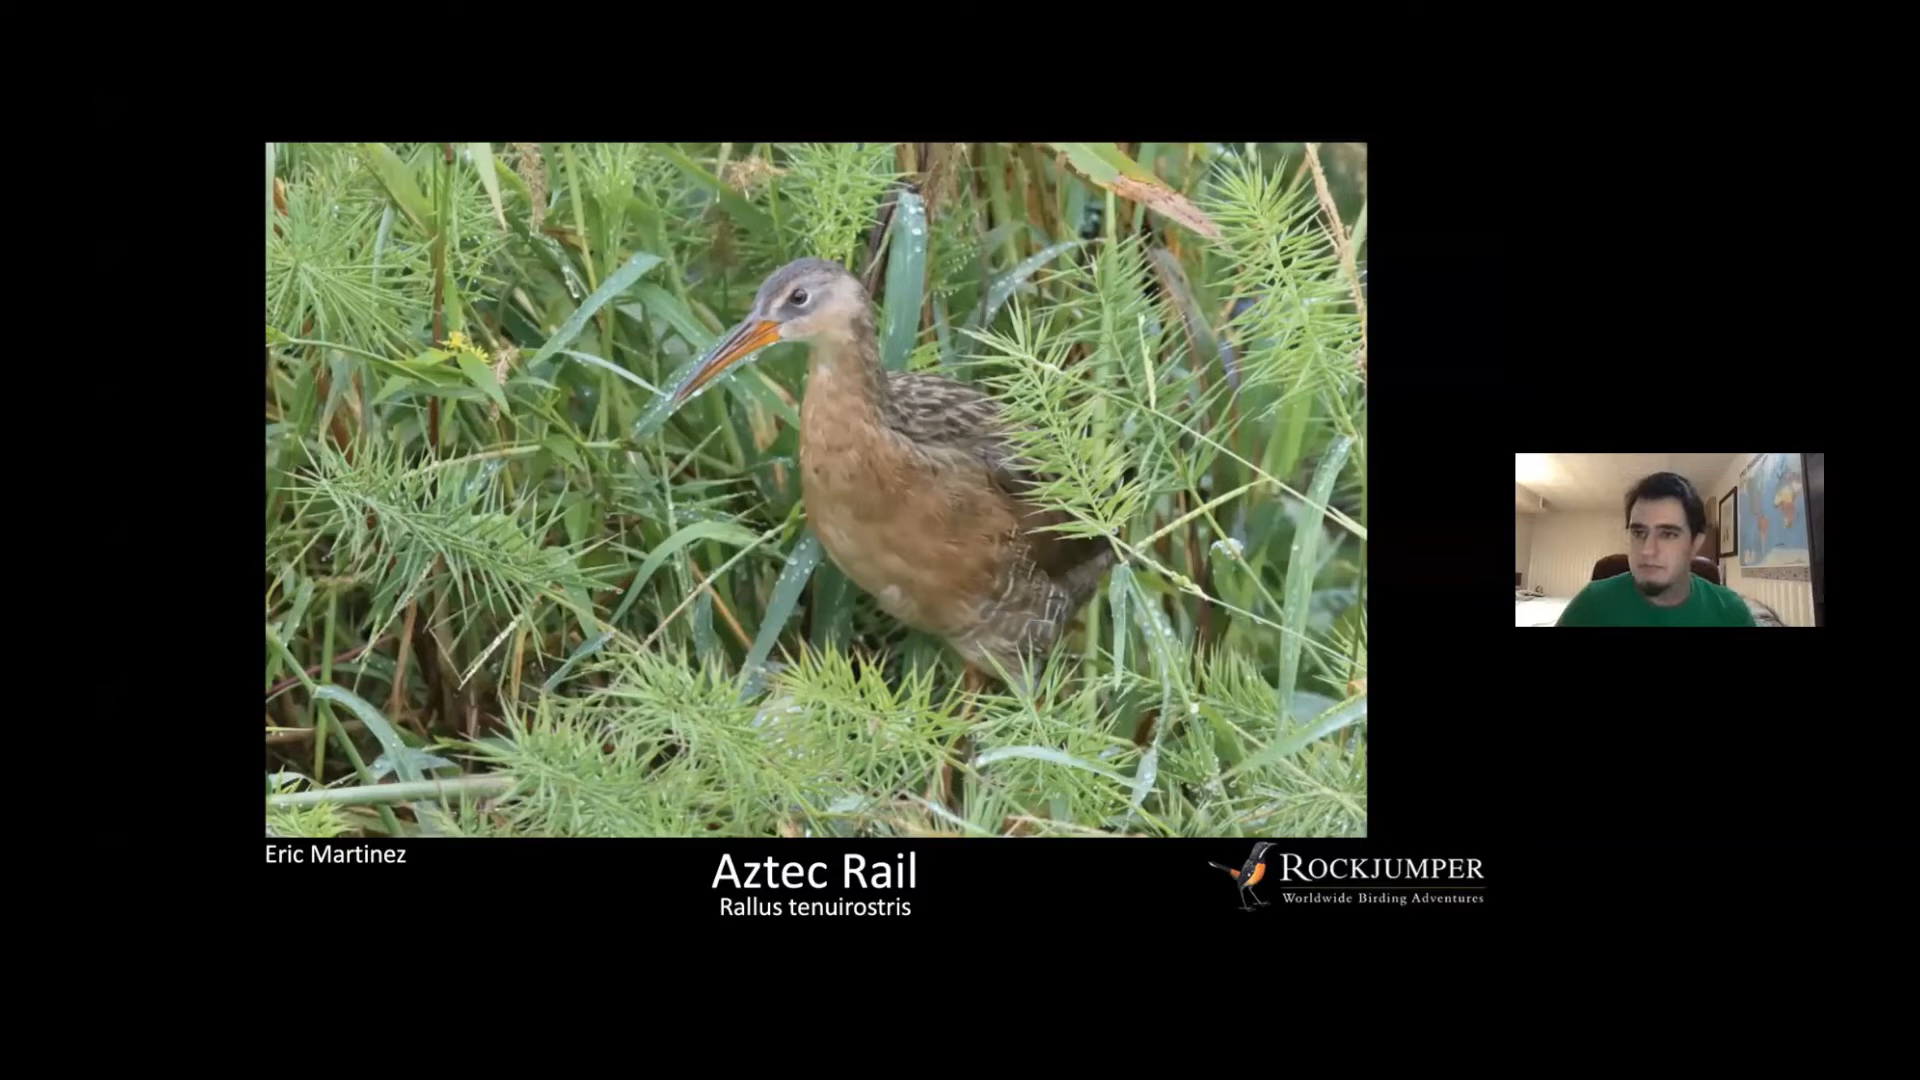 Eric Martinez
Aztec Rail
Rallus tenuirostris
ROCKJUMPER
Worldwide Birding Adventures